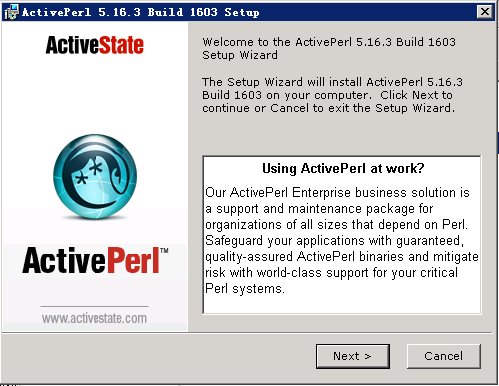 ActivePerl 5.16.3 Build 1603 Setup
ActiveState
Welcome to the ActivePerl 5.16.3 Build 1603
Setup Wizard
The Setup Wizard will install ActivePerl 5.16.3
Build 1603 on your computer. Click Next to
continue or Cancel to exit the Setup Wizard.
Using ActivePerl at work?
Our ActivePerl Enterprise business solution is
a support and maintenance package for
organizations of all sizes that depend on Perl.
Safeguard your applications with guaranteed,
quality-assured ActivePerl binaries and mitigate
risk with world-class support for your critical
Perl systems.
ActivePerl™
www.activestate.com
Next >
Cancel